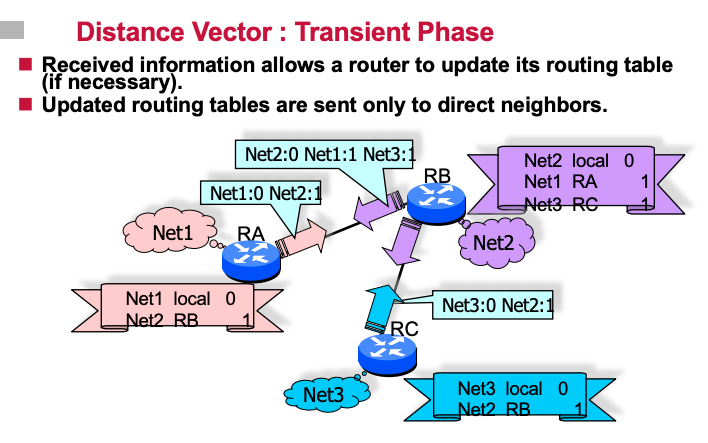 Distance Vector : Transient Phase
Received information allows a router to update its routing table
(if necessary).
Updated routing tables are sent only to direct neighbors.
Net2:0 Net1:1 Net3:1
Net1:0 Net2:1
RB
Net2 local 0
Net1 RA 1
Net3 RC 1
Net1
RA
Net2
Net1 local 0
Net2 RB 1
Net3:0 Net2:1
RC
Net3
Net3 local 0
Net2 RB 1